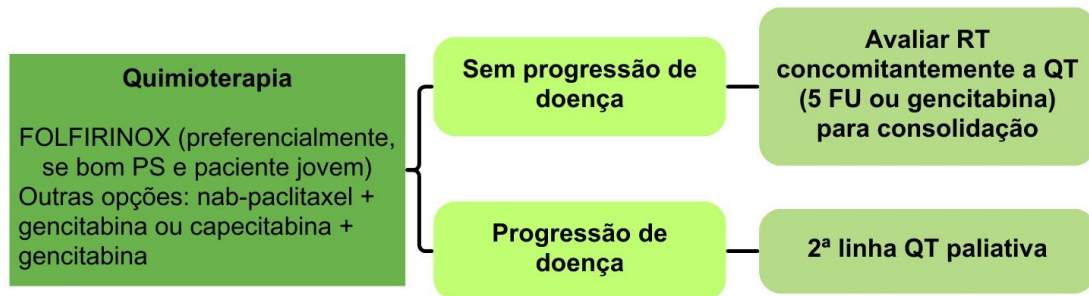 Quimioterapia
FOLFIRINOX (preferencialmente,
se bom PS e paciente jovem)
Outras opções: nab-paclitaxel +
gencitabina ou capecitabina +
gencitabina
Sem progressão de
doença
Avaliar RT
concomitantemente a QT
(5 FU ou gencitabina)
para consolidação
Progressão de
doença
2ª linha QT paliativa